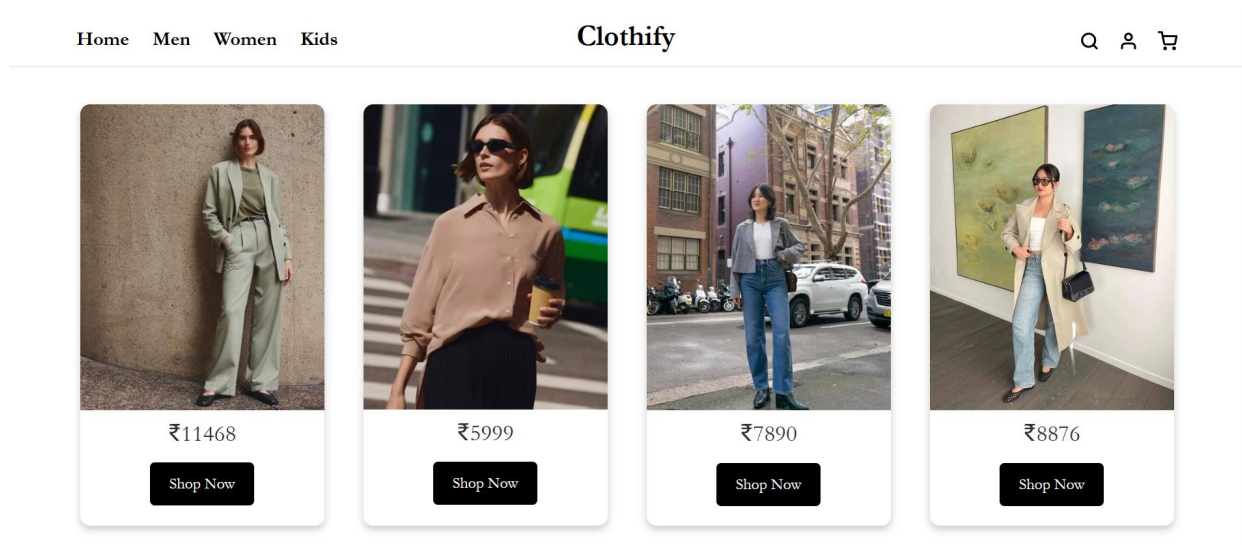 Home Men Women Kids
Clothify
₹11468
₹5999
₹7890
₹8876
Shop Now
Shop Now
Shop Now
Shop Now